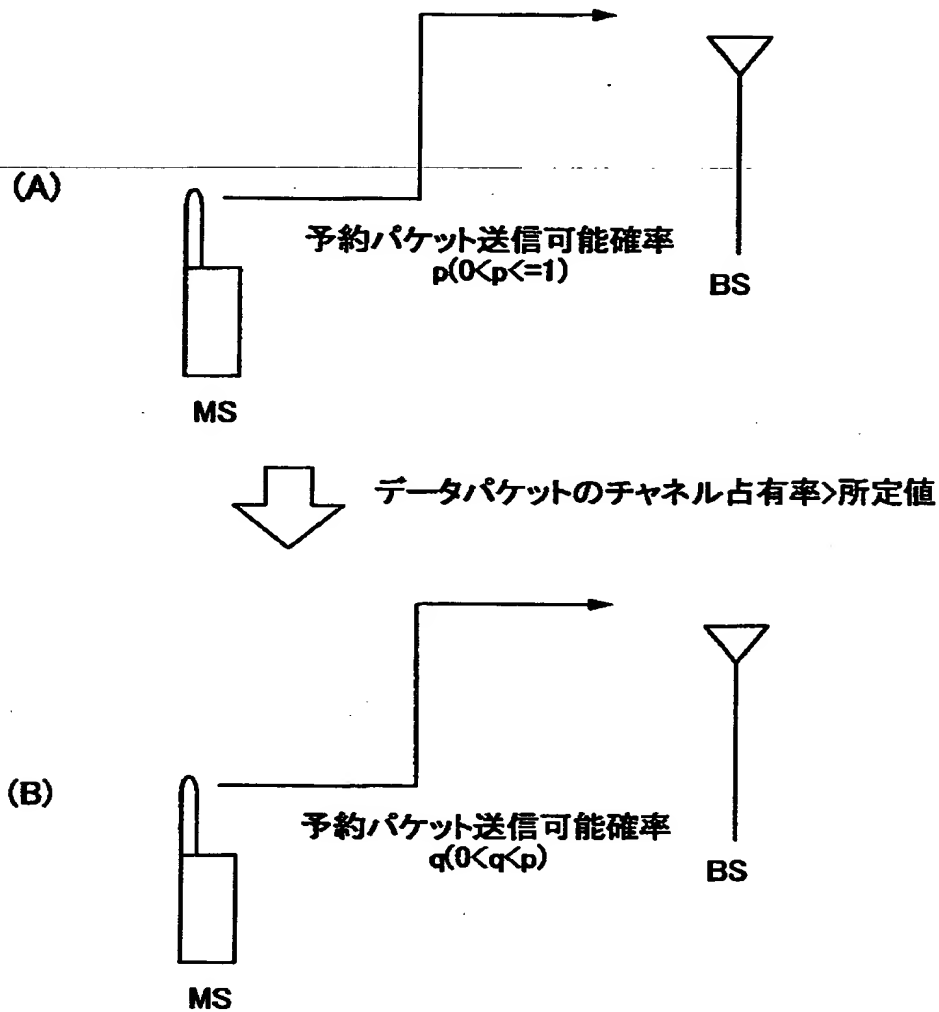 (A)
予約パケット送信可能確率
p(0<p<=1)
BS
MS
データパケットのチャネル占有率>所定値
(B)
予約パケット送信可能確率
q(0<q<p)
BS
MS